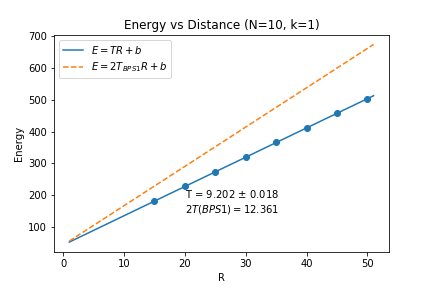 Energy vs Distance (N=10, k=1)
E = TR + b
E = 2T_{BPS1}R + b
700
600
500
400
300
200
100
Energy
T = 9.202 ± 0.018
2T(BPS1) = 12.361
0
10
20
30
40
50
R